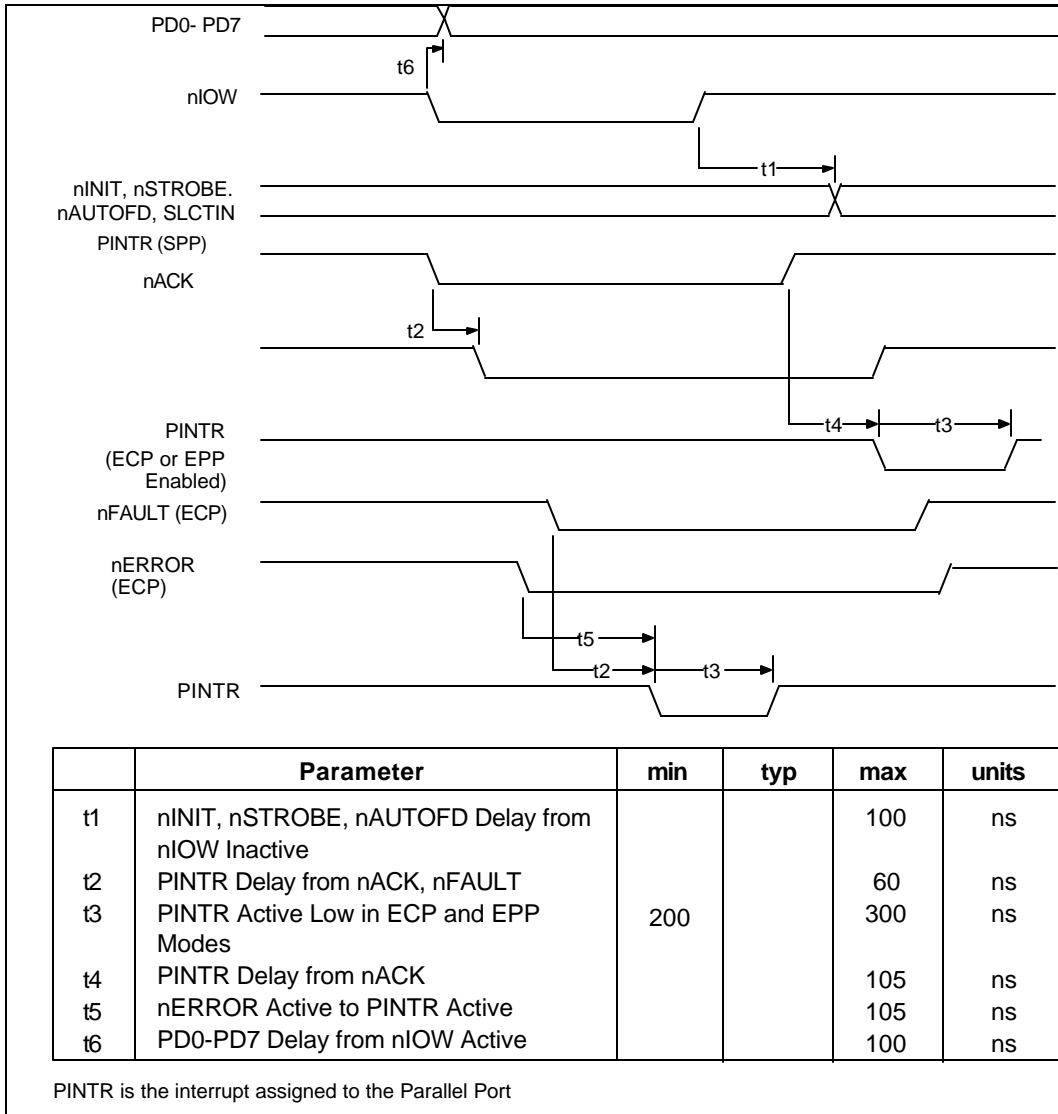 PD0- PD7
t6
nIOW
t1
nINIT, nSTROBE.
nAUTOFD, SLCTIN
PINTR (SPP)
nACK
t2
t4
t3
PINTR
(ECP or EPP
Enabled)
nFAULT (ECP)
nERROR
(ECP)
t5
t2
t3
PINTR
Parameter min typ max units
t1 nINIT, nSTROBE, nAUTOFD Delay from 100 ns
nIOW Inactive
t2 PINTR Delay from nACK, nFAULT 60 ns
t3 PINTR Active Low in ECP and EPP 200 300 ns
Modes
t4 PINTR Delay from nACK 105 ns
t5 nERROR Active to PINTR Active 105 ns
t6 PD0-PD7 Delay from nIOW Active 100 ns
PINTR is the interrupt assigned to the Parallel Port